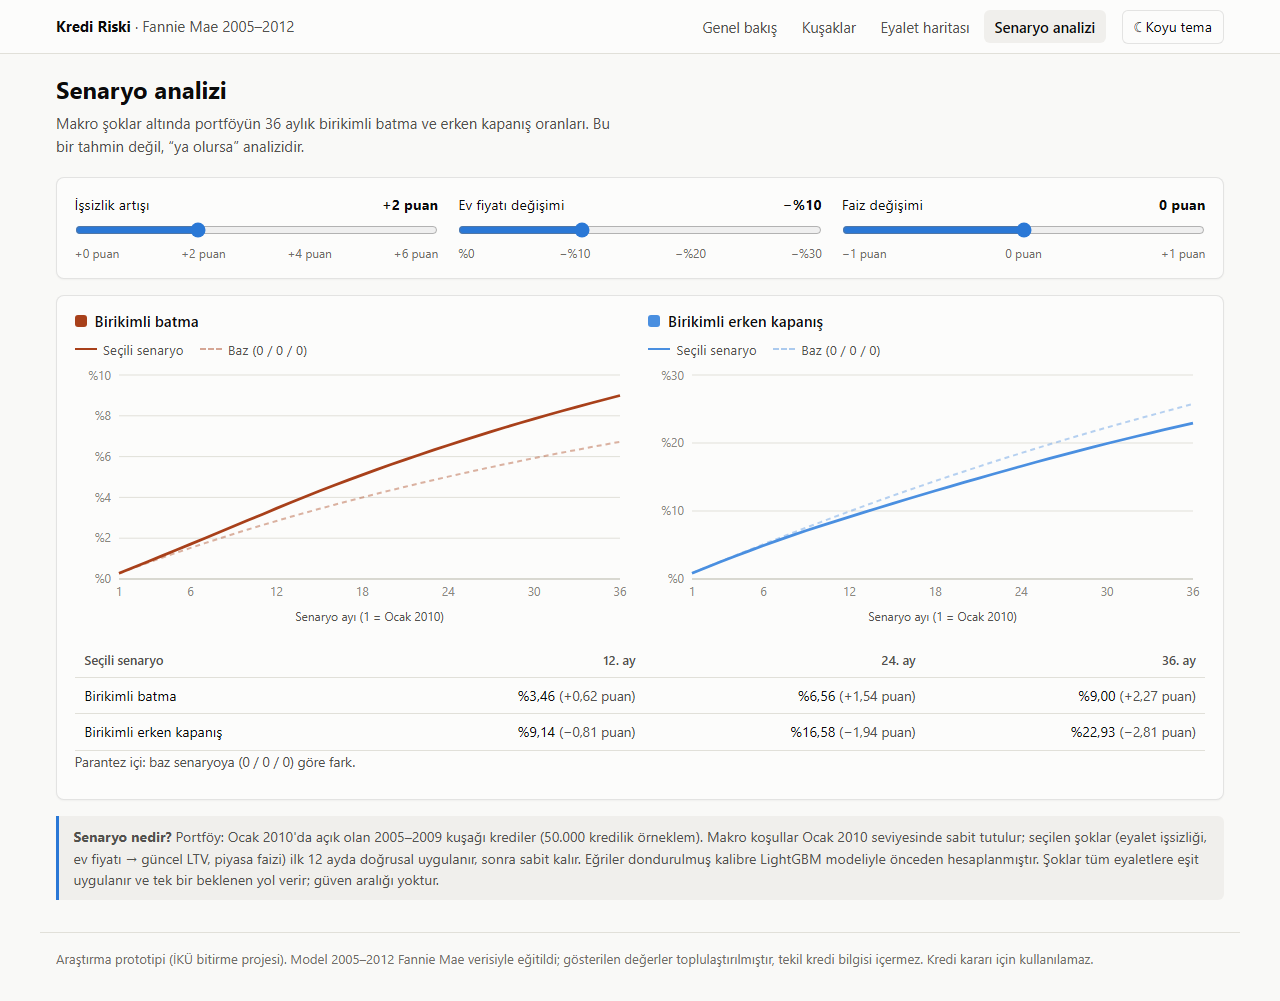 Kredi Riski · Fannie Mae 2005–2012
Genel bakış
Kuşaklar
Eyalet haritası
Senaryo analizi
☾ Koyu tema
Senaryo analizi
Makro şoklar altında portföyün 36 aylık birikimli batma ve erken kapanış oranları. Bu
bir tahmin değil, “ya olursa” analizidir.
İşsizlik artışı +2 puan
+0 puan +2 puan +4 puan +6 puan
Ev fiyatı değişimi −%10
%0 −%10 −%20 −%30
Faiz değişimi 0 puan
−1 puan 0 puan +1 puan
Birikimli batma
Seçili senaryo Baz (0 / 0 / 0)
%10
%8
%6
%4
%2
%0
1 6 12 18 24 30 36
Senaryo ayı (1 = Ocak 2010)
Birikimli erken kapanış
Seçili senaryo Baz (0 / 0 / 0)
%30
%20
%10
%0
1 6 12 18 24 30 36
Senaryo ayı (1 = Ocak 2010)
Seçili senaryo 12. ay 24. ay 36. ay
Birikimli batma %3,46 (+0,62 puan) %6,56 (+1,54 puan) %9,00 (+2,27 puan)
Birikimli erken kapanış %9,14 (−0,81 puan) %16,58 (−1,94 puan) %22,93 (−2,81 puan)
Parantez içi: baz senaryoya (0 / 0 / 0) göre fark.
Senaryo nedir? Portföy: Ocak 2010'da açık olan 2005–2009 kuşağı krediler (50.000 kredilik örneklem). Makro koşullar Ocak 2010 seviyesinde sabit tutulur; seçilen şoklar (eyalet işsizliği,
ev fiyatı → güncel LTV, piyasa faizi) ilk 12 ayda doğrusal uygulanır, sonra sabit kalır. Eğriler dondurulmuş kalibre LightGBM modeliyle önceden hesaplanmıştır. Şoklar tüm eyaletlere eşit
uygulanır ve tek bir beklenen yol verir; güven aralığı yoktur.
Araştırma prototipi (İKÜ bitirme projesi). Model 2005–2012 Fannie Mae verisiyle eğitildi; gösterilen değerler toplulaştırılmıştır, tekil kredi bilgisi içermez. Kredi kararı için kullanılamaz.